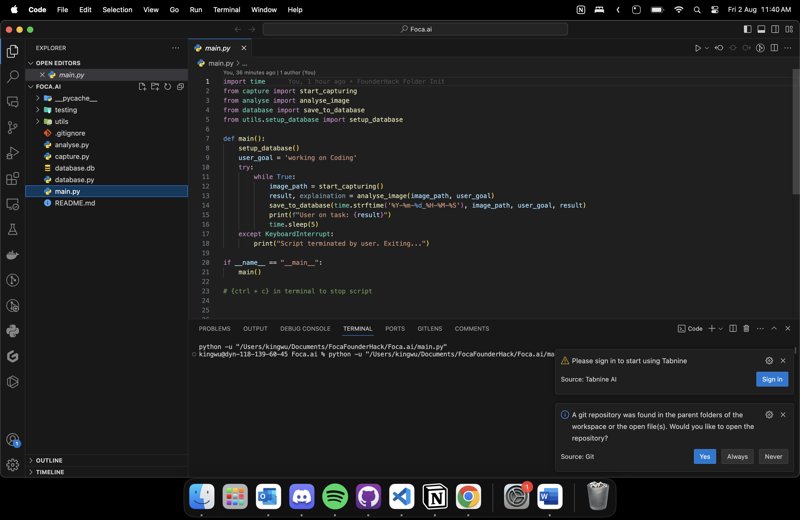 Code File Edit Selection View Go Run Terminal Window Help Fri 2 Aug 11:40 AM
Foca.ai
EXPLORER
OPEN EDITORS
main.py
FOCA.AI
__pycache__
testing
utils
.gitignore
analyse.py
capture.py
database.db
database.py
main.py
README.md
OUTLINE
TIMELINE
1
main.py
main.py > ...
You, 36 minutes ago | 1 author (You)
1 import time You, 1 hour ago • FounderHack Folder Init
2 from capture import start_capturing
3 from analyse import analyse_image
4 from database import save_to_database
5 from utils.setup_database import setup_database
6
7 def main():
8 setup_database()
9 user_goal = 'working on Coding'
10 try:
11 while True:
12 image_path = start_capturing()
13 result, explaination = analyse_image(image_path, user_goal)
14 save_to_database(time.strftime('%Y-%m-%d_%H-%M-%S'), image_path, user_goal, result)
15 print(f"User on task: {result}")
16 time.sleep(5)
17 except KeyboardInterrupt:
18 print("Script terminated by user. Exiting...")
19
20 if __name__ == "__main__":
21 main()
22
23 # {ctrl + c} in terminal to stop script
24
25
PROBLEMS OUTPUT DEBUG CONSOLE TERMINAL PORTS GITLENS COMMENTS Code
python -u "/Users/kingwu/Documents/FocaFounderHack/Foca.ai/main.py"
kingwu@dyn-118-139-60-45 Foca.ai % python -u "/Users/kingwu/Documents/FocaFounderHack/Foca.ai/ma
Please sign in to start using Tabnine
Source: Tabnine AI Sign in
A git repository was found in the parent folders of the
workspace or the open file(s). Would you like to open the
repository?
Source: Git Yes Always Never
1